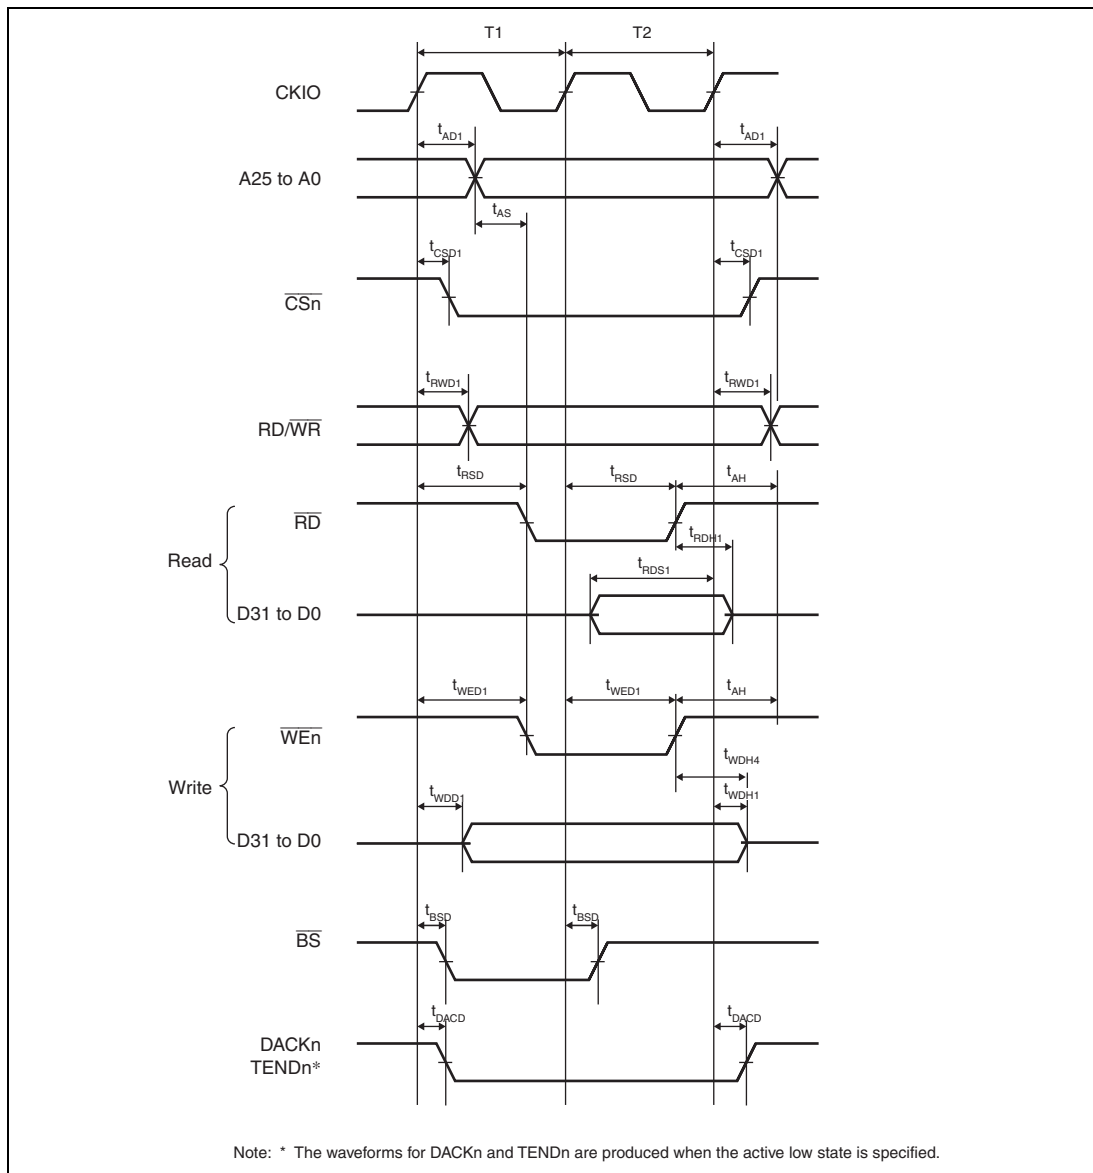 T1 T2
CKIO
tAD1 tAD1
A25 to A0
tAS
tCSD1 tCSD1
CSn
tRWD1 tRWD1
RD/WR
tRSD tRSD tAH
RD
tRDH1
Read
tRDS1
D31 to D0
tWED1 tWED1 tAH
WEn
tWDH4
Write
tWDD1 tWDH1
D31 to D0
tBSD tBSD
BS
tDACD tDACD
DACKn
TENDn*
Note: * The waveforms for DACKn and TENDn are produced when the active low state is specified.